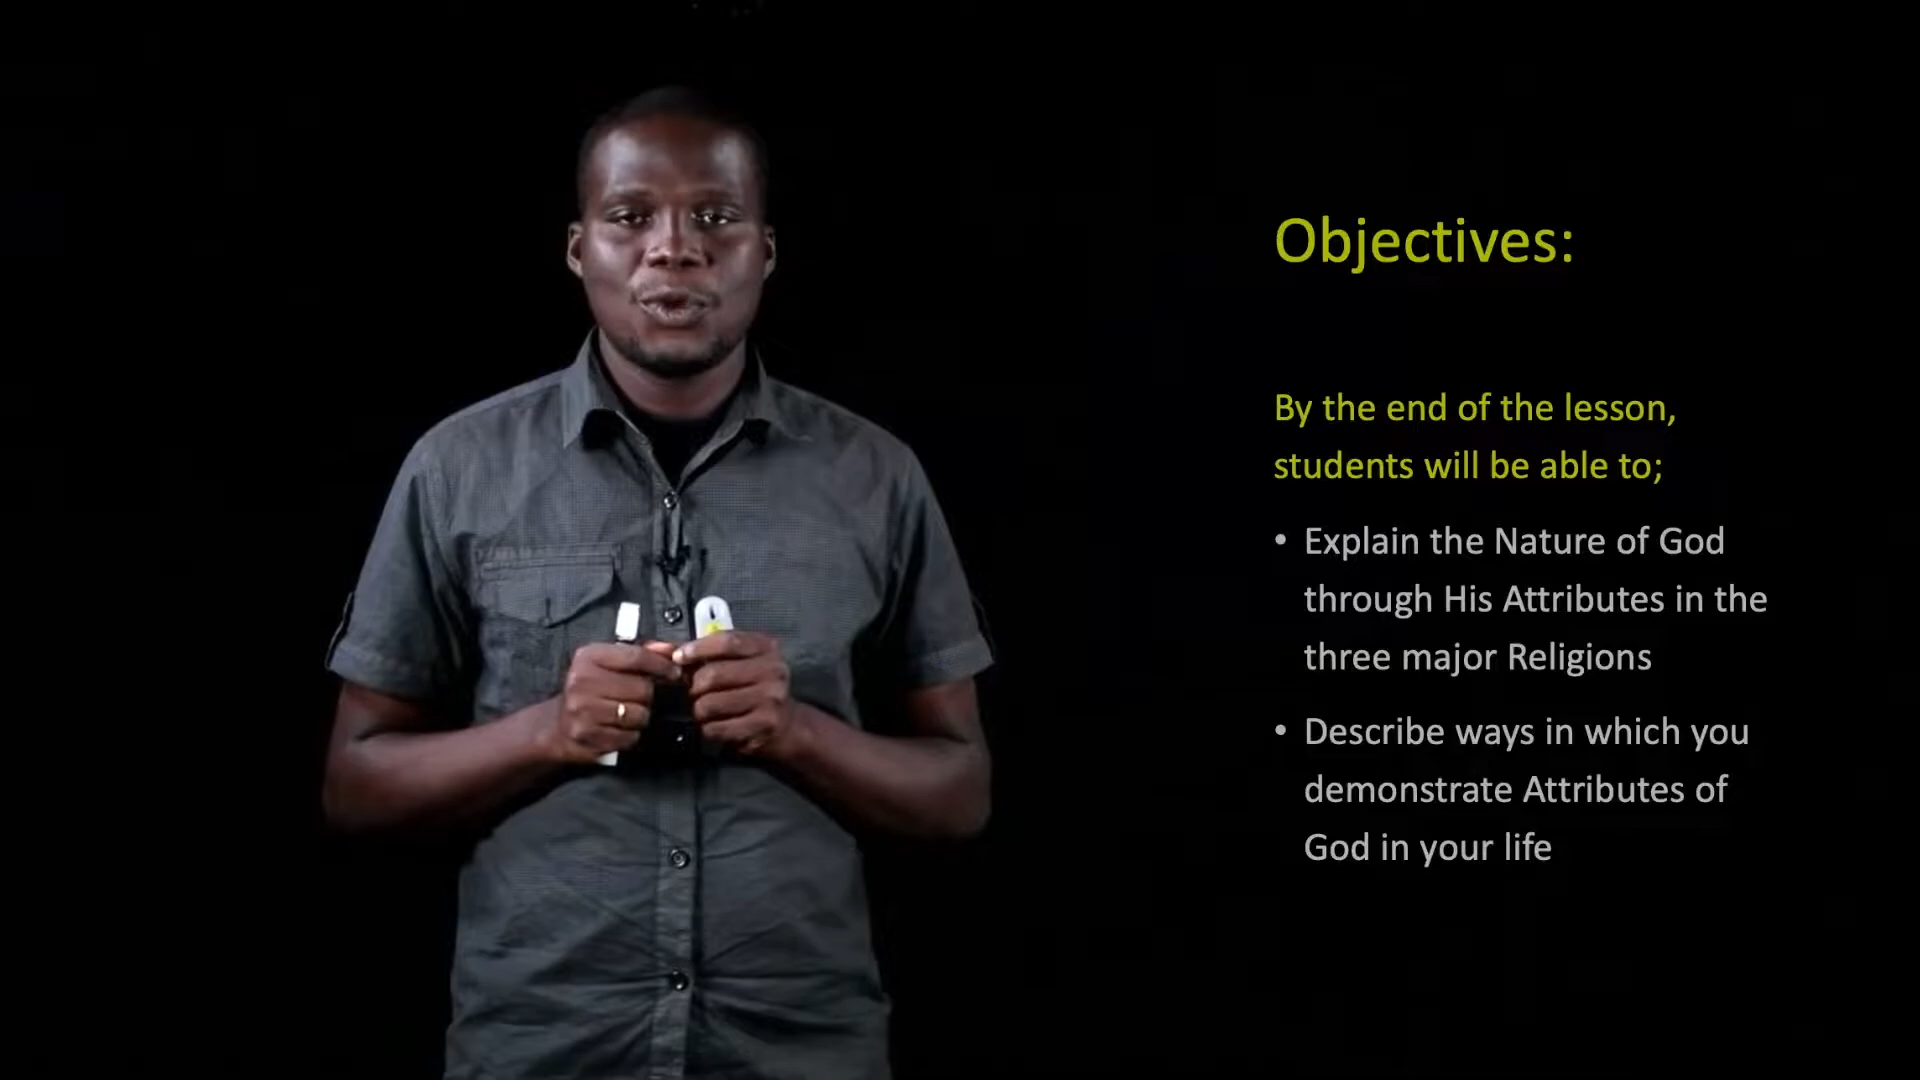 Objectives:
By the end of the lesson,
students will be able to;
• Explain the Nature of God
through His Attributes in the
three major Religions
• Describe ways in which you
demonstrate Attributes of
God in your life